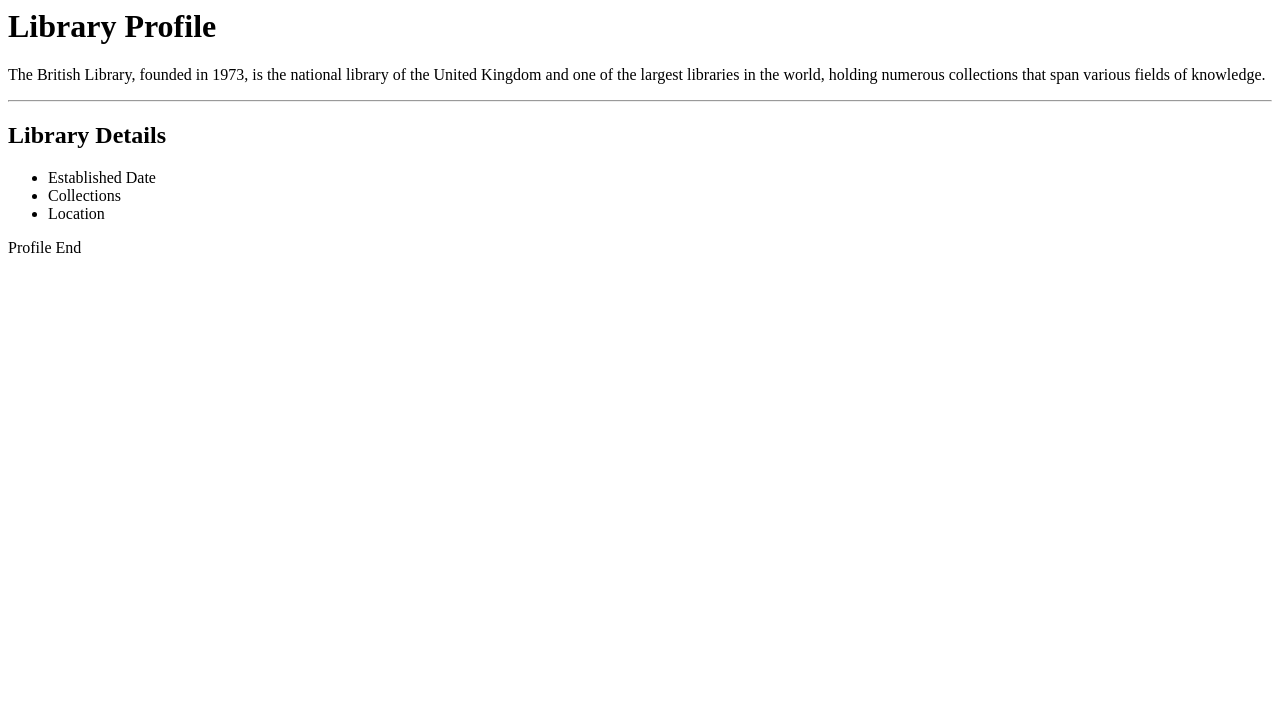 Library Profile
The British Library, founded in 1973, is the national library of the United Kingdom and one of the largest libraries in the world, holding numerous collections that span various fields of knowledge.
Library Details
Established Date
Collections
Location
Profile End